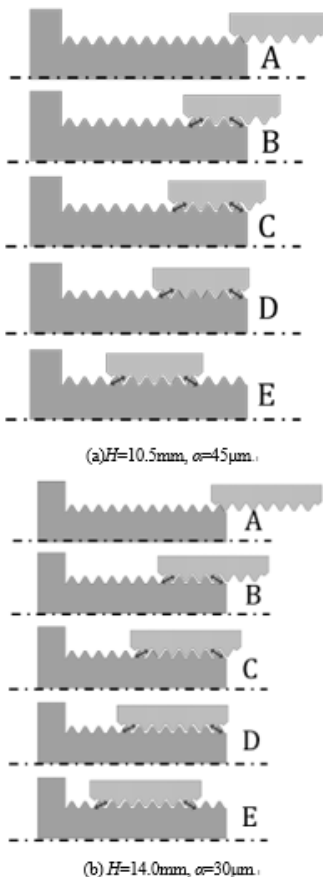 A
B
C
D
E
(a)H=10.5mm, α=45μm
A
B
C
D
E
(b) H=14.0mm, α=30μm